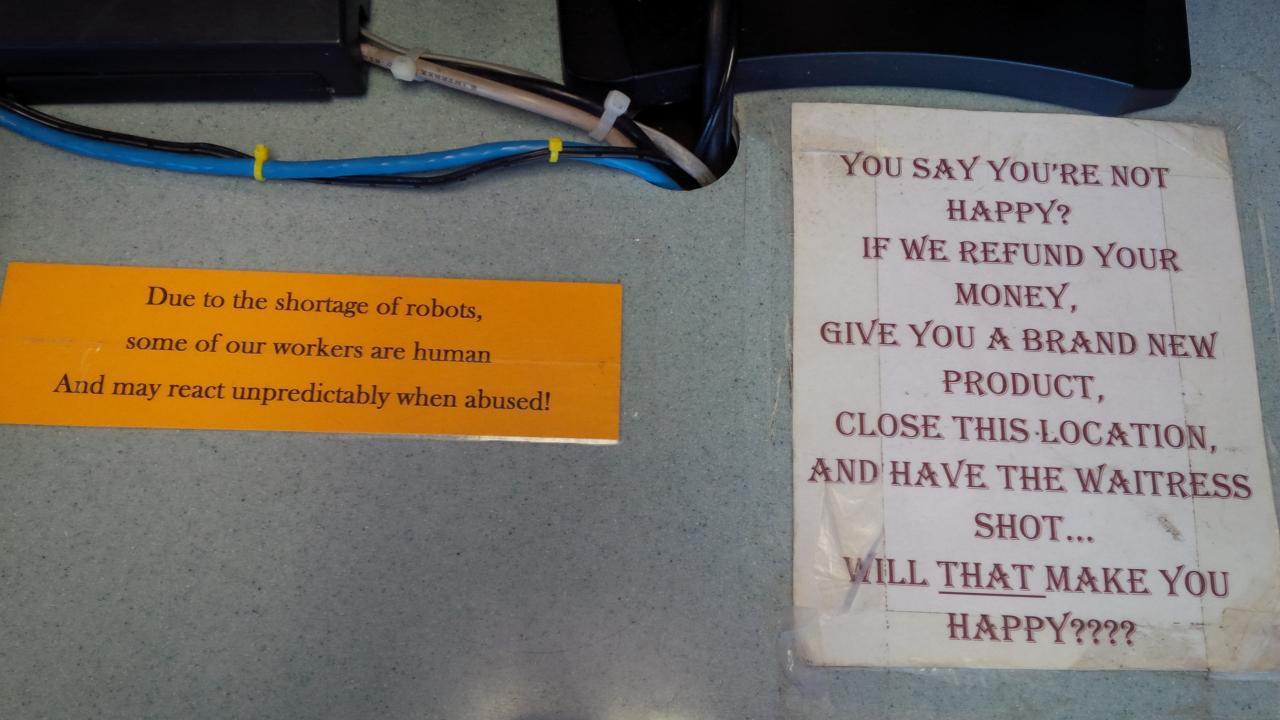 Due to the shortage of robots,
some of our workers are human
And may react unpredictably when abused!
YOU SAY YOU'RE NOT
HAPPY?
IF WE REFUND YOUR
MONEY,
GIVE YOU A BRAND NEW
PRODUCT,
CLOSE THIS LOCATION,
AND HAVE THE WAITRESS
SHOT...
WILL THAT MAKE YOU
HAPPY????